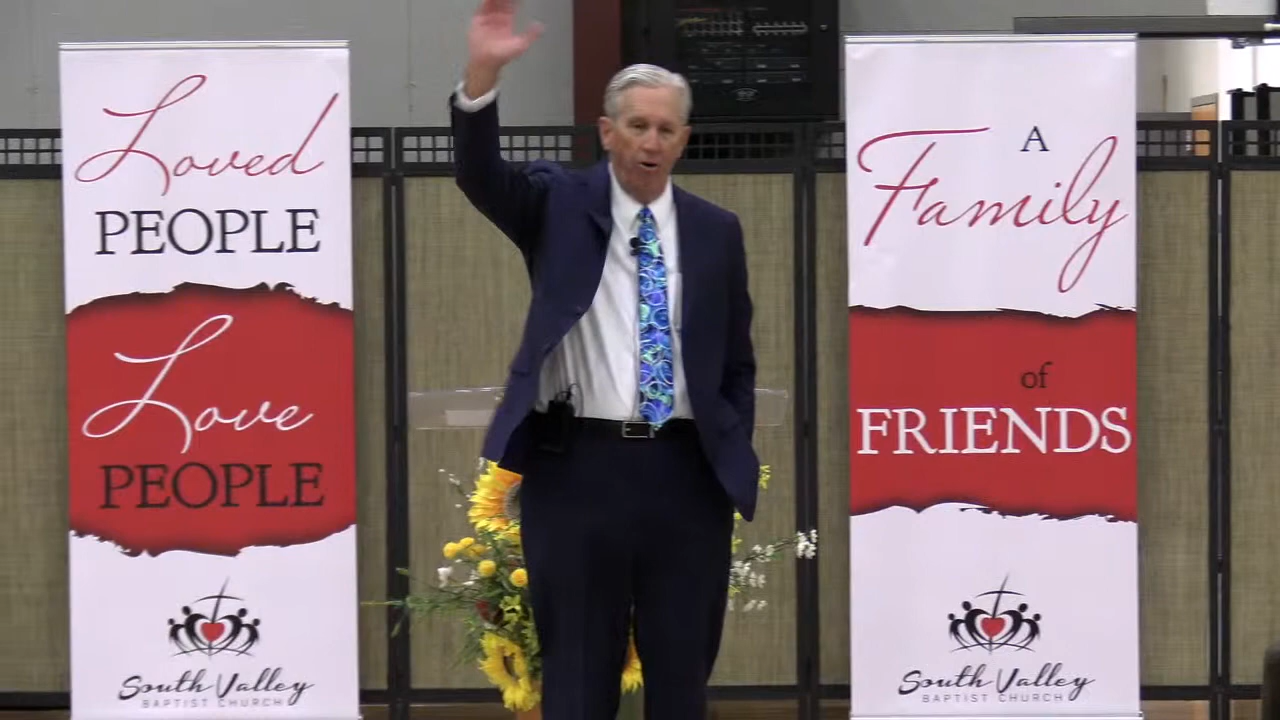 Loved
PEOPLE
Love
PEOPLE
South Valley
BAPTIST CHURCH
A
Family
of
FRIENDS
South Valley
BAPTIST CHURCH